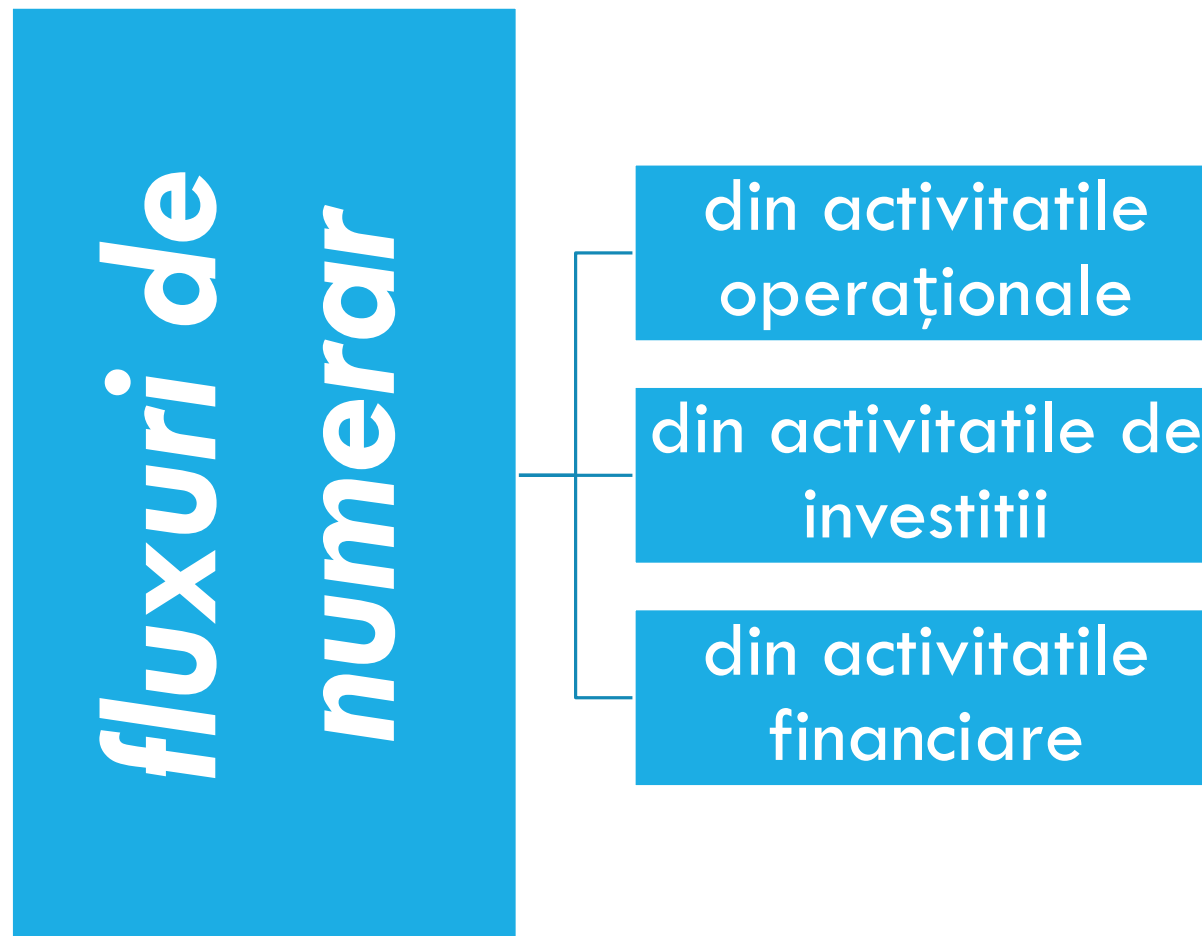 fluxuri de
numerar
din activitatile
operaționale
din activitatile de
investitii
din activitatile
financiare